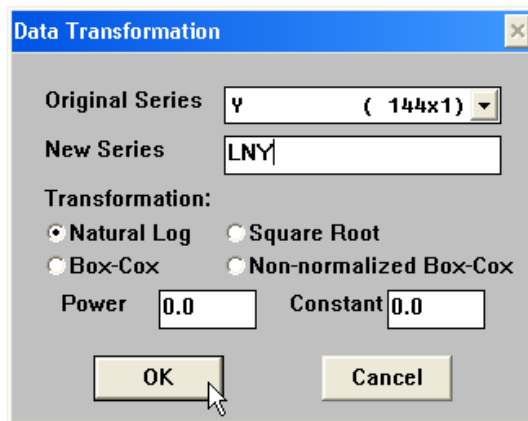 Data Transformation
Original Series Y ( 144x1)
New Series LNY
Transformation:
Natural Log Square Root
Box-Cox Non-normalized Box-Cox
Power 0.0 Constant 0.0
OK Cancel